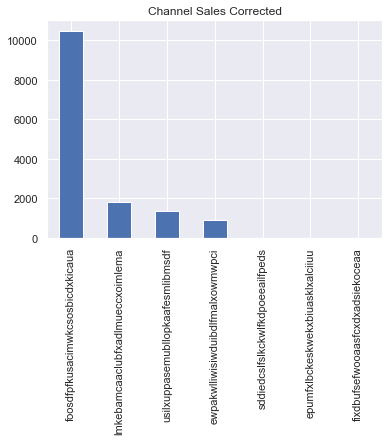 Channel Sales Corrected
10000
8000
6000
4000
2000
0
foosdfpfkusacimwkcsosbicdxkicaua
lmkebamcaaclubfxadlmueccxoimlema
usilxuppasemubllopkaafesmlibmsdf
ewpakwlliwisiwduibdlfmalxowmwpci
sddiedcslfslkckwlfkdpoeeailfpeds
epumfxlbckeskwekxbiuasklxalciiuu
fixdbufsefwooaasfcxdxadsiekoceaa